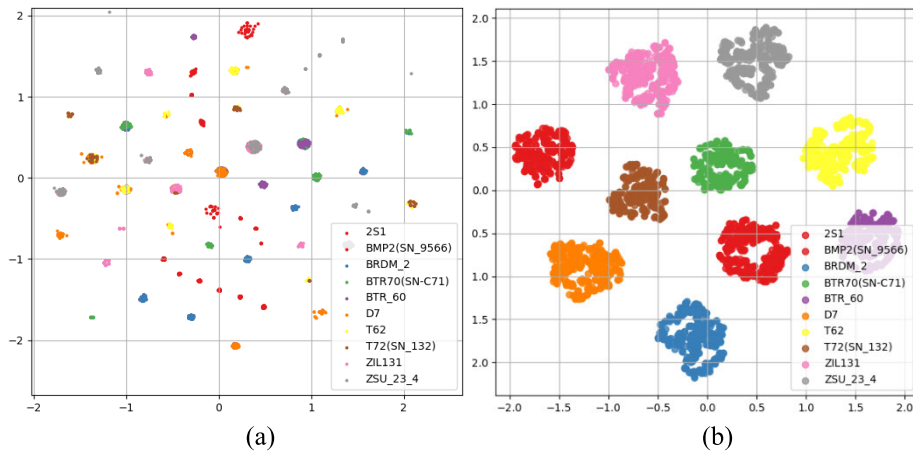 2
1
0
−1
−2
−2
−1
0
1
2
2S1
BMP2(SN_9566)
BRDM_2
BTR70(SN-C71)
BTR_60
D7
T62
T72(SN_132)
ZIL131
ZSU_23_4
(a)
2.0
1.5
1.0
0.5
0.0
0.5
1.0
1.5
2.0
−2.0
−1.5
−1.0
−0.5
0.0
0.5
1.0
1.5
2.0
2S1
BMP2(SN_9566)
BRDM_2
BTR70(SN-C71)
BTR_60
D7
T62
T72(SN_132)
ZIL131
ZSU_23_4
(b)